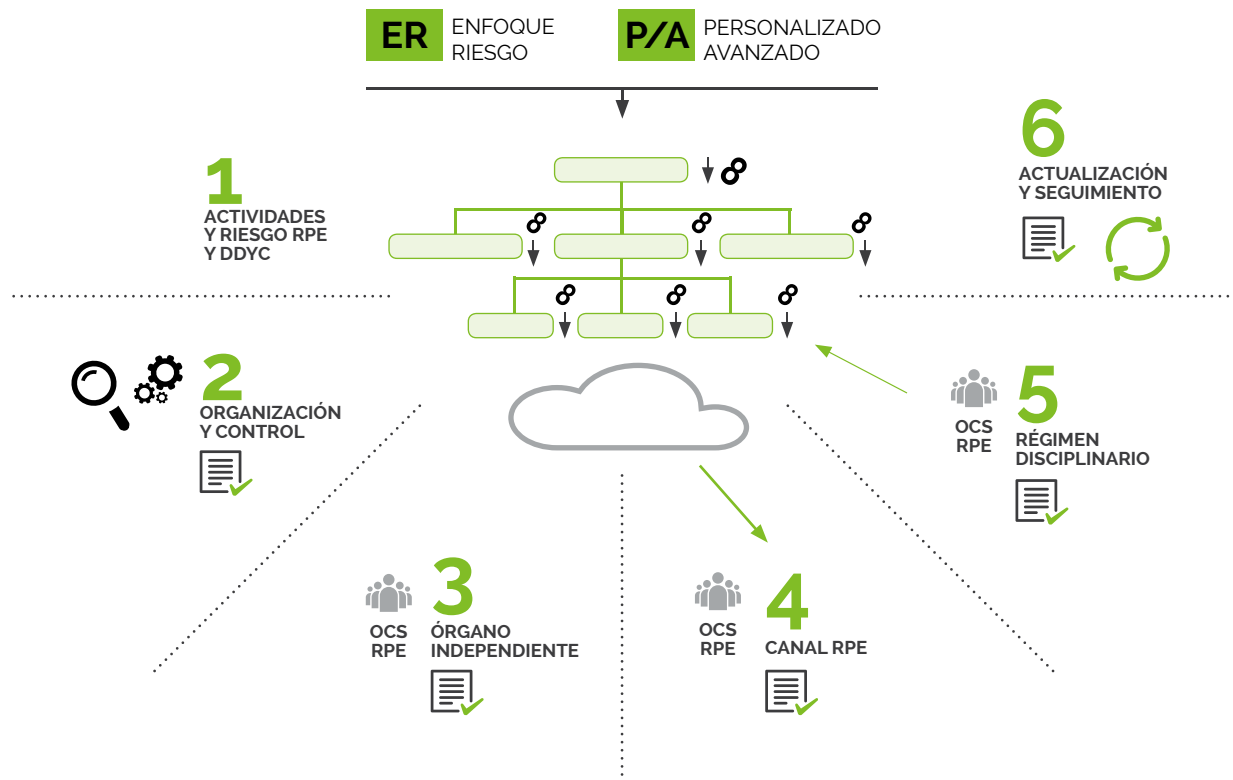 ER
ENFOQUE
RIESGO
P/A
PERSONALIZADO
AVANZADO
1
ACTIVIDADES
Y RIESGO RPE
Y DDYC
6
ACTUALIZACIÓN
Y SEGUIMIENTO
2
ORGANIZACIÓN
Y CONTROL
OCS
RPE
5
RÉGIMEN
DISCIPLINARIO
OCS
RPE
3
ÓRGANO
INDEPENDIENTE
OCS
RPE
4
CANAL RPE